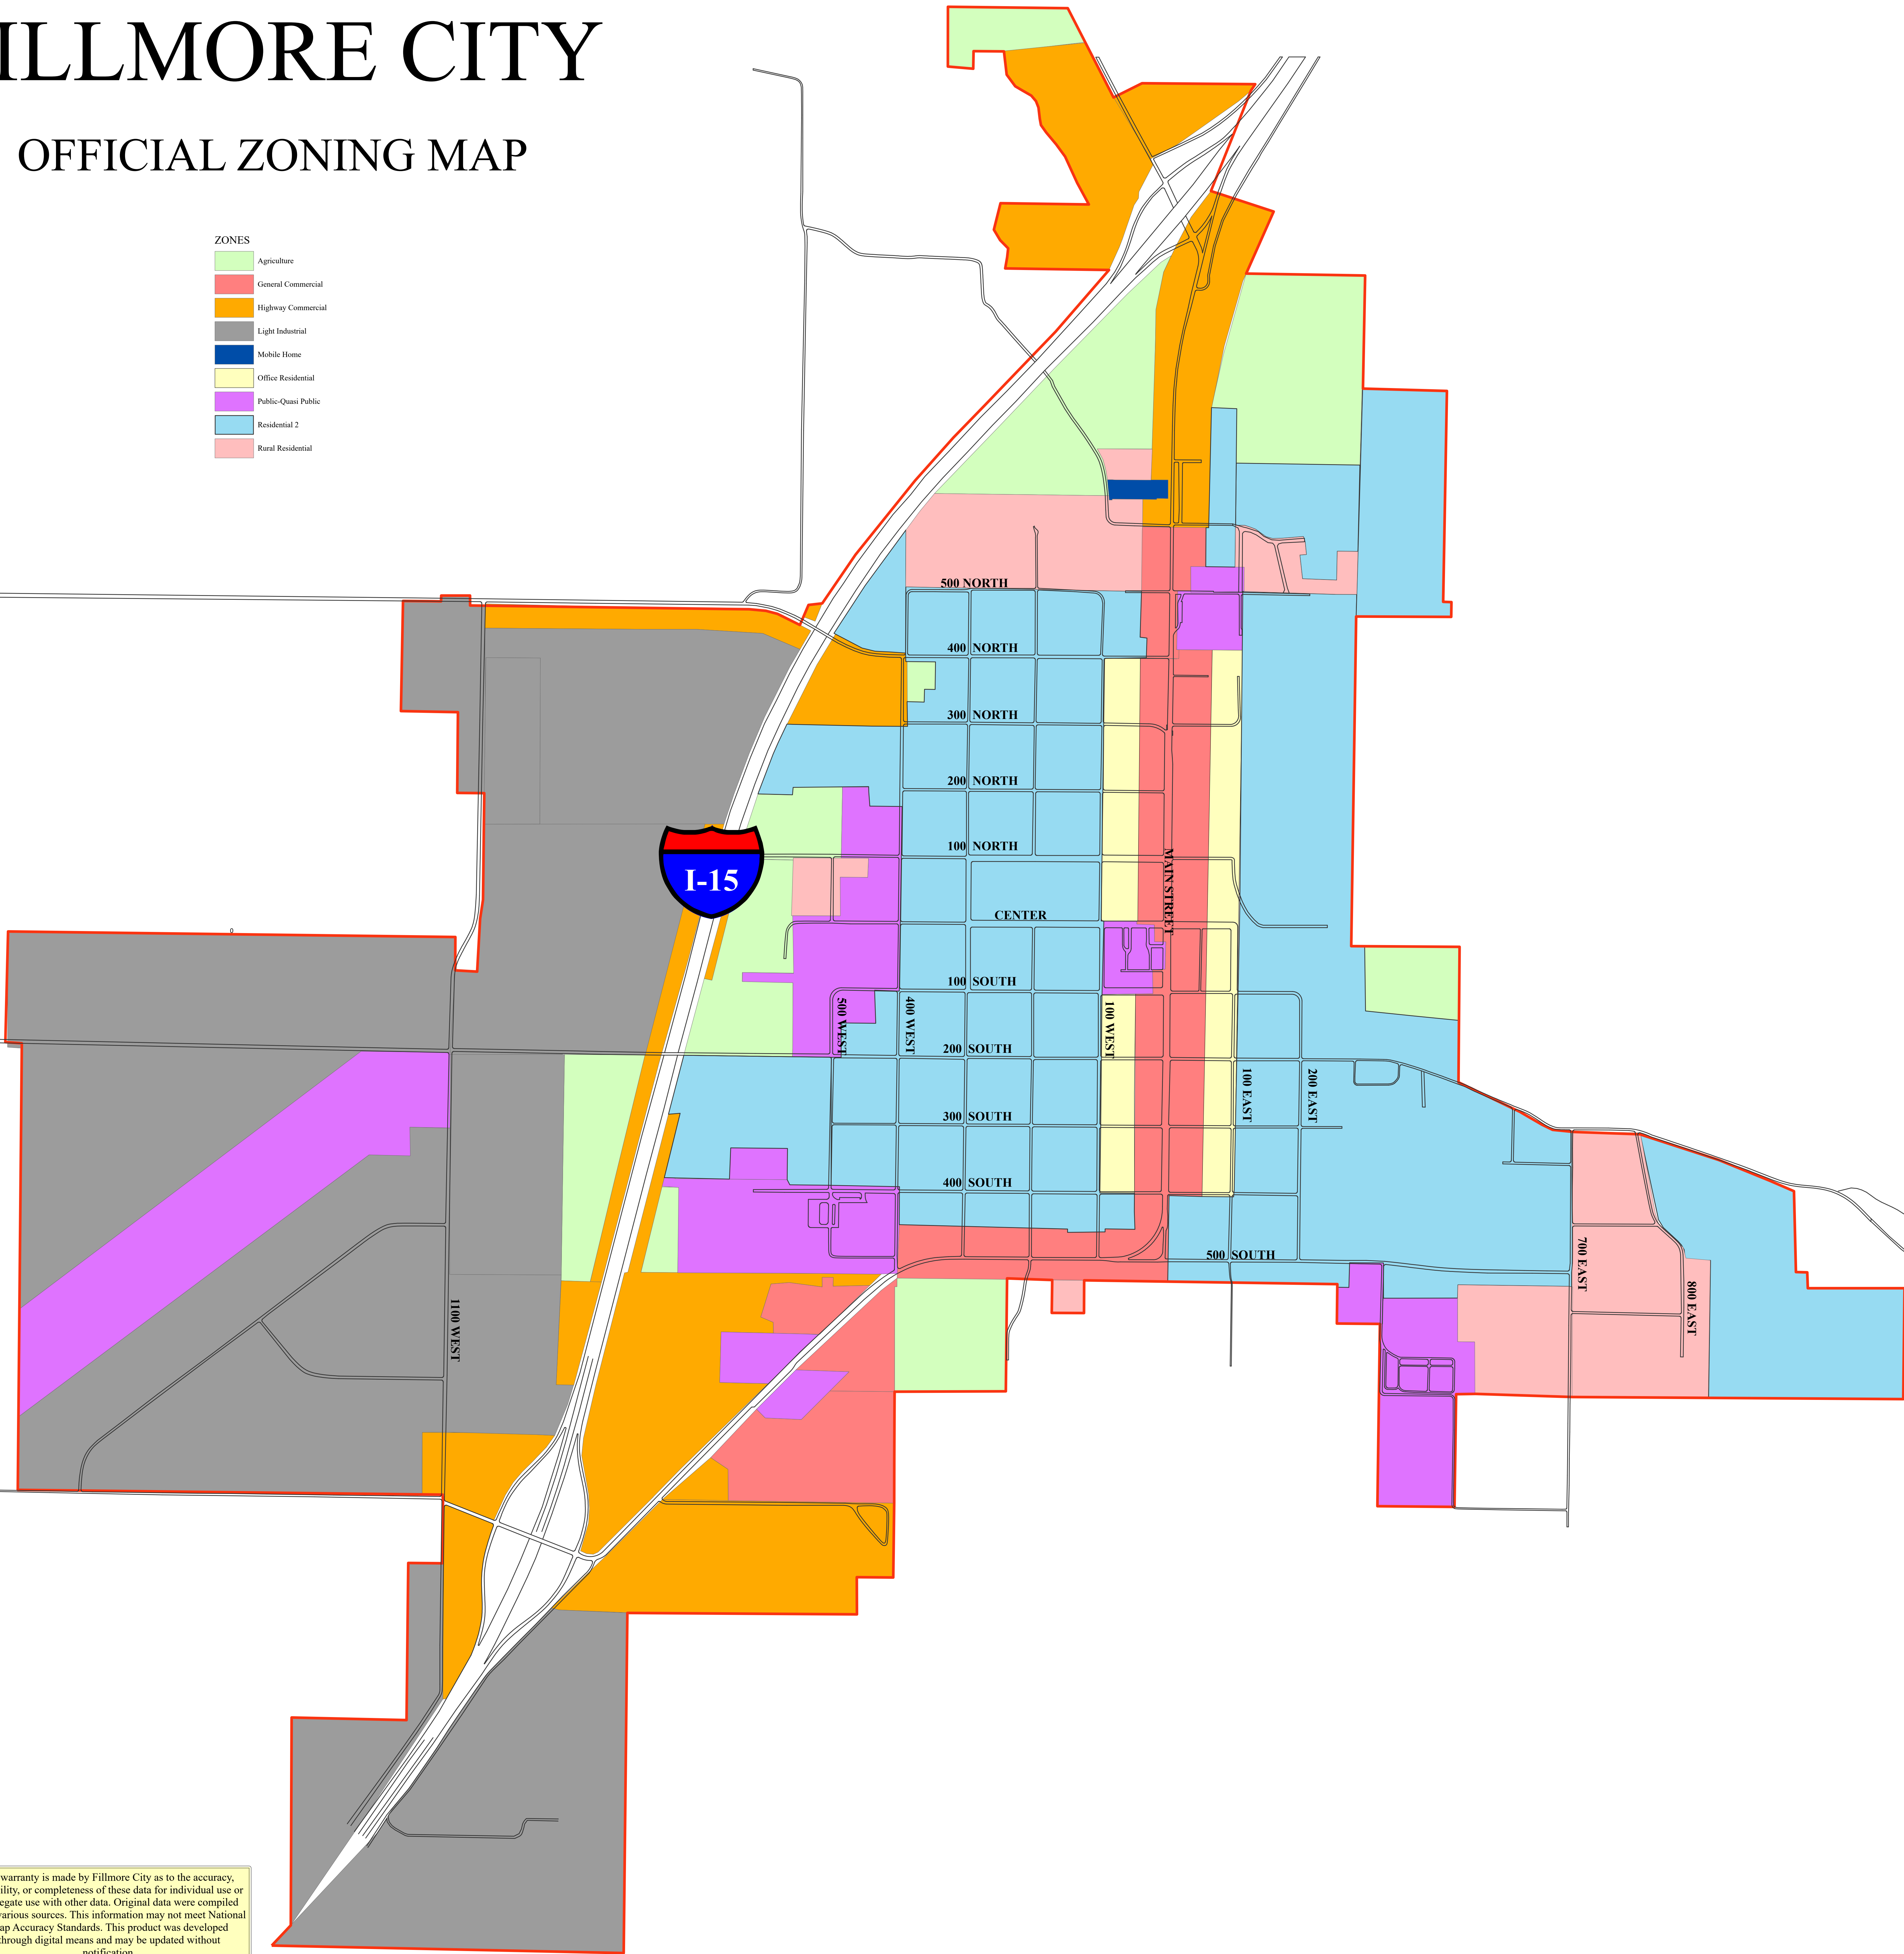 ILLMORE CITY
OFFICIAL ZONING MAP
ZONES
Agriculture
General Commercial
Highway Commercial
Light Industrial
Mobile Home
Office Residential
Public-Quasi Public
Residential 2
Rural Residential
500 NORTH
400 NORTH
300 NORTH
200 NORTH
100 NORTH
MAIN STREET
I-15
CENTER
100 SOUTH
500 WEST
400 WEST
100 WEST
200 SOUTH
100 EAST
200 EAST
300 SOUTH
400 SOUTH
500 SOUTH
700 EAST
800 EAST
1100 WEST
warranty is made by Fillmore City as to the accuracy,
ility, or completeness of these data for individual use or
egate use with other data. Original data were compiled
various sources. This information may not meet National
ap Accuracy Standards. This product was developed
hrough digital means and may be updated without
notification.